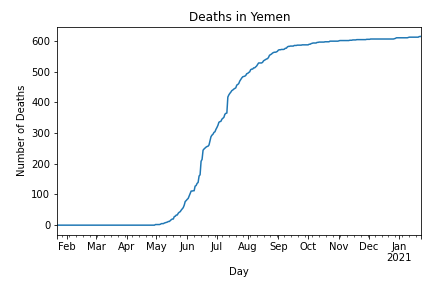 Deaths in Yemen
600
500
400
300
200
100
0
Number of Deaths
Feb Mar Apr May Jun Jul Aug Sep Oct Nov Dec Jan
2021
Day